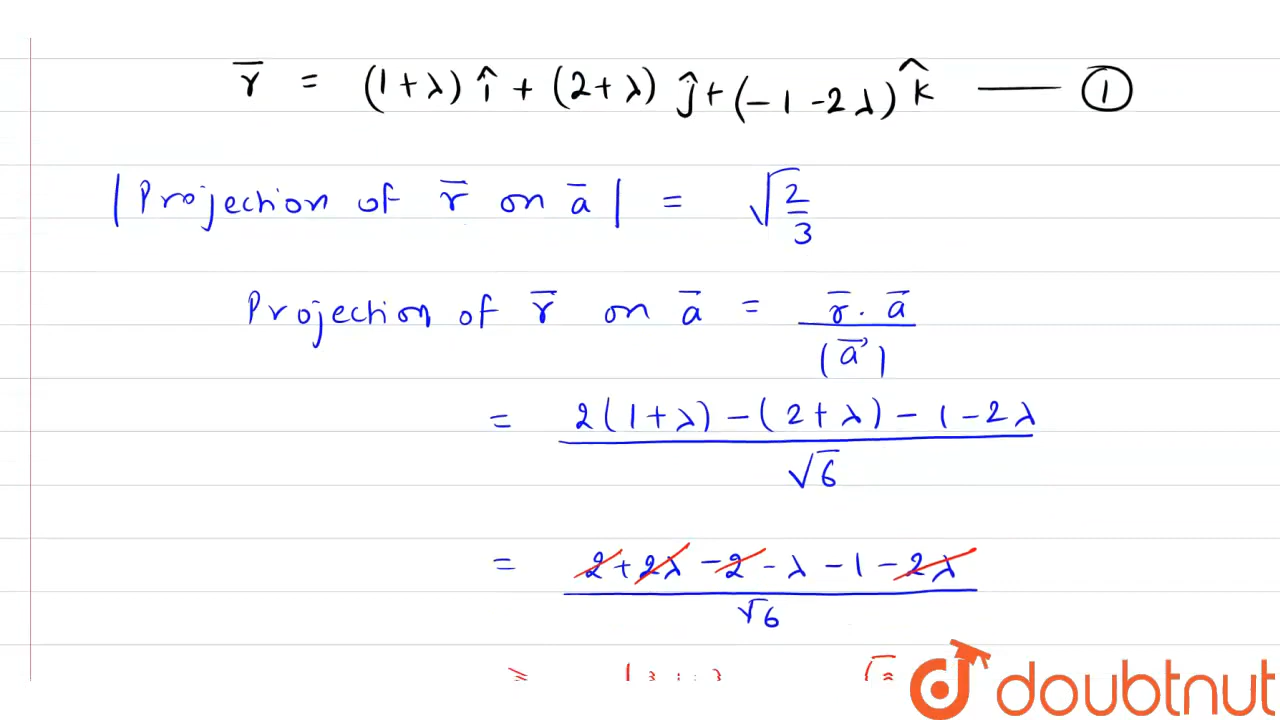 r̅ = (1+λ) î + (2+λ) ĵ + (-1-2λ) k̂ —— ①
|Projection of r̅ on a̅| = √(2/3)
Projection of r̅ on a̅ = r̅ . a̅ / |a̅|
= 2(1+λ) - (2+λ) - 1 - 2λ / √6
= 2+2λ - 2 - λ - 1 - 2λ / √6
doubtnut